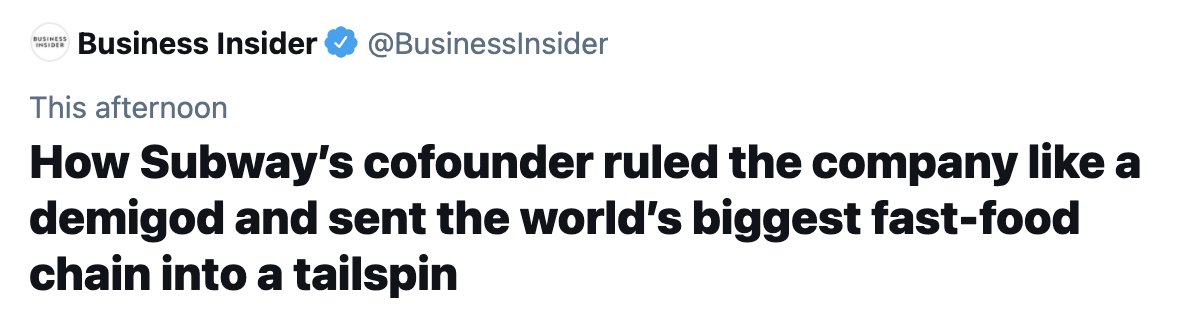 BUSINESS
INSIDER
Business Insider @BusinessInsider
This afternoon
How Subway’s cofounder ruled the company like a
demigod and sent the world’s biggest fast-food
chain into a tailspin